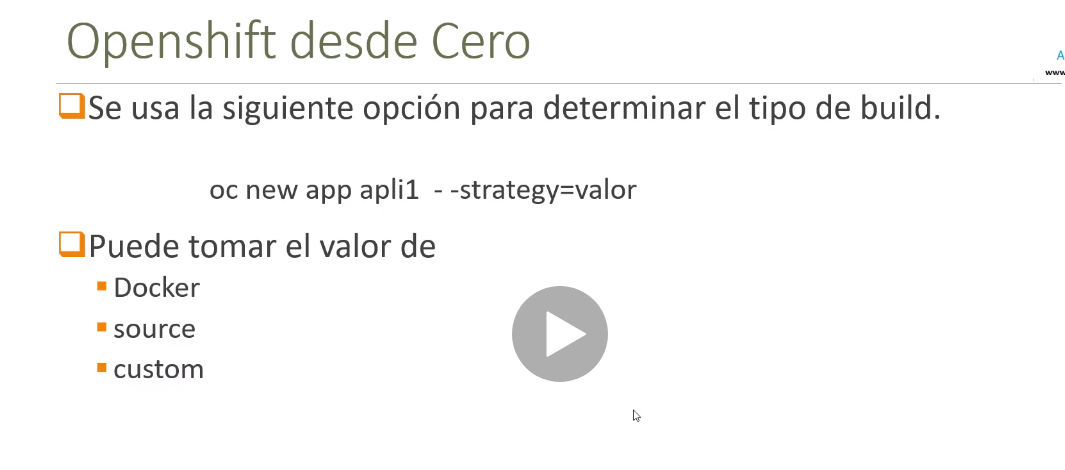 Openshift desde Cero
A
www
Se usa la siguiente opción para determinar el tipo de build.
oc new app apli1 - -strategy=valor
Puede tomar el valor de
Docker
source
custom